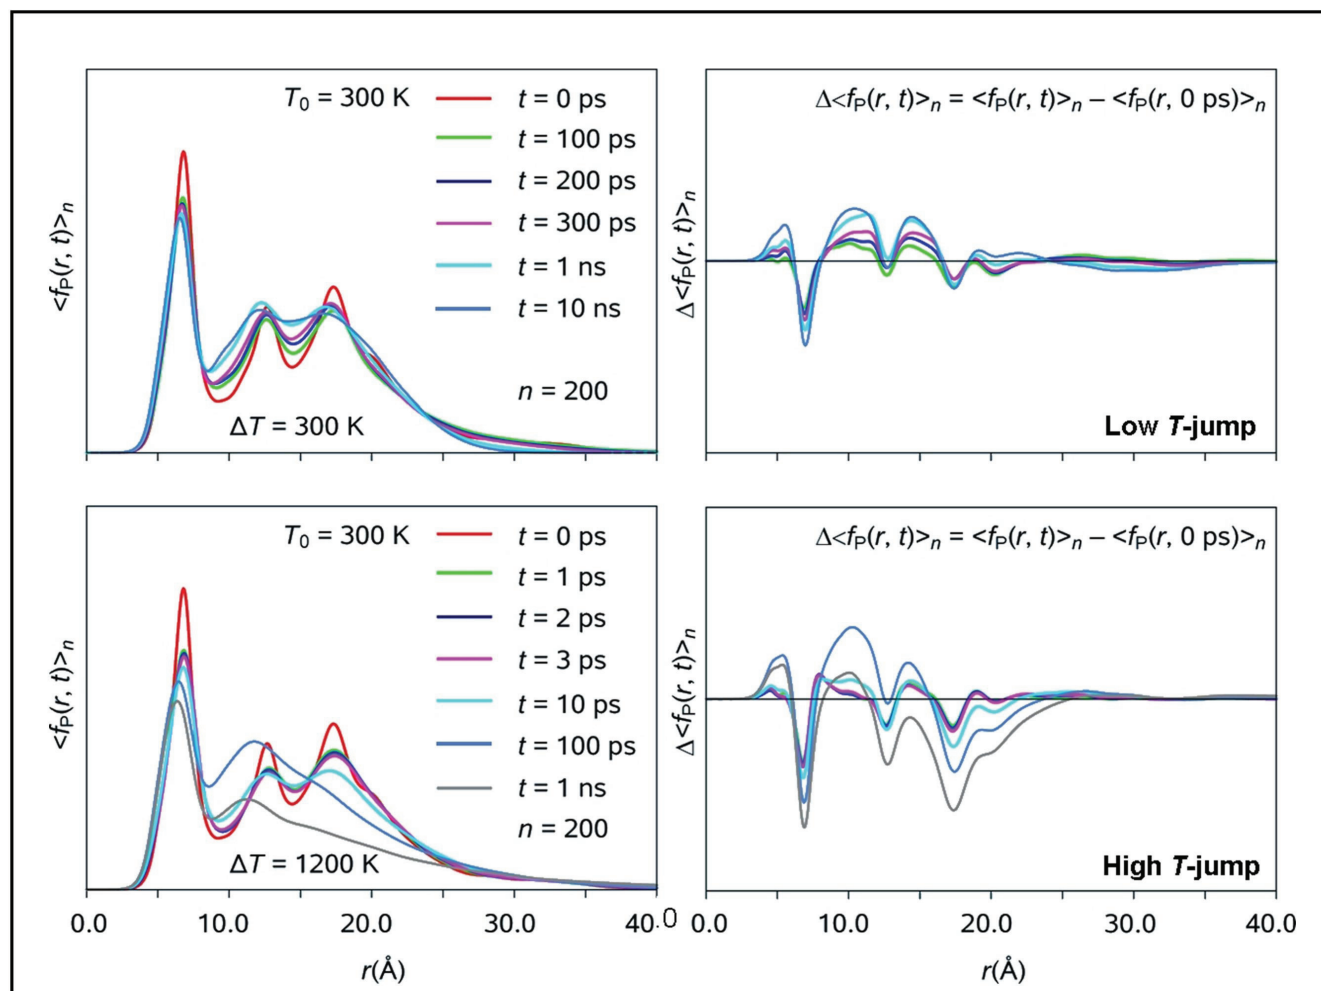 T₀ = 300 K
t = 0 ps
t = 100 ps
t = 200 ps
t = 300 ps
t = 1 ns
t = 10 ns
n = 200
ΔT = 300 K
<fₚ(r, t)>ₙ
Δ<fₚ(r, t)>ₙ = <fₚ(r, t)>ₙ – <fₚ(r, 0 ps)>ₙ
Δ<fₚ(r, t)>ₙ
Low T-jump
T₀ = 300 K
t = 0 ps
t = 1 ps
t = 2 ps
t = 3 ps
t = 10 ps
t = 100 ps
t = 1 ns
n = 200
ΔT = 1200 K
<fₚ(r, t)>ₙ
0.0 10.0 20.0 30.0 40.0
r(Å)
Δ<fₚ(r, t)>ₙ = <fₚ(r, t)>ₙ – <fₚ(r, 0 ps)>ₙ
Δ<fₚ(r, t)>ₙ
High T-jump
0.0 10.0 20.0 30.0 40.0
r(Å)